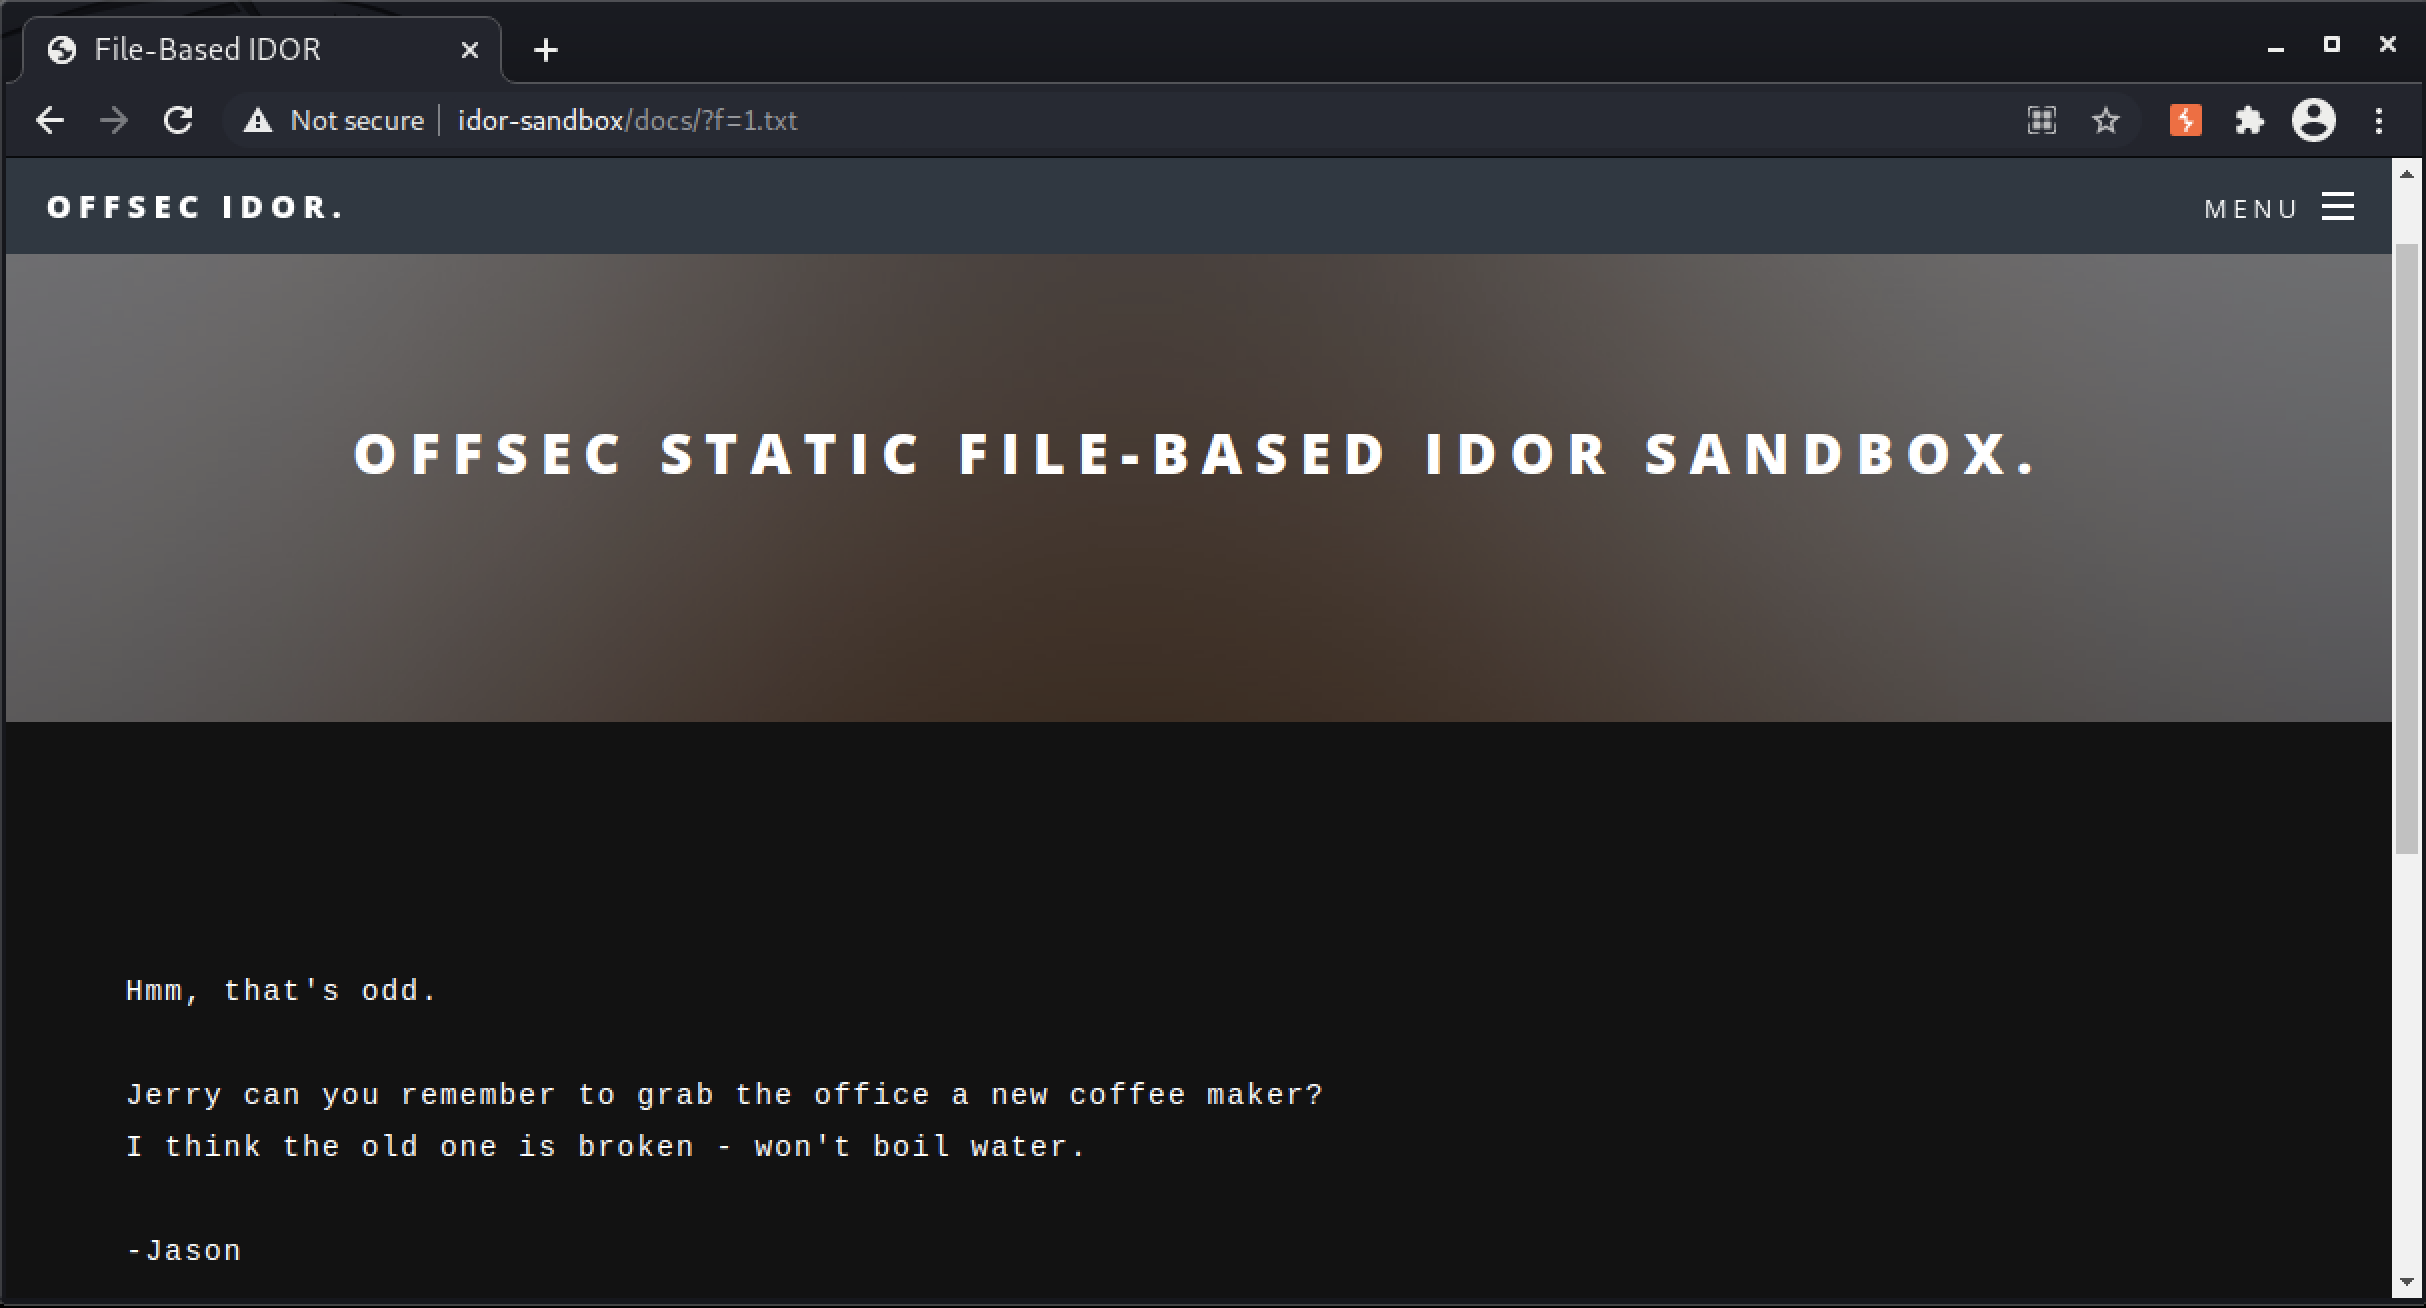 File-Based IDOR
Not secure
idor-sandbox/docs/?f=1.txt
OFFSEC IDOR.
MENU
OFFSEC STATIC FILE-BASED IDOR SANDBOX.
Hmm, that's odd.
Jerry can you remember to grab the office a new coffee maker?
I think the old one is broken - won't boil water.
-Jason